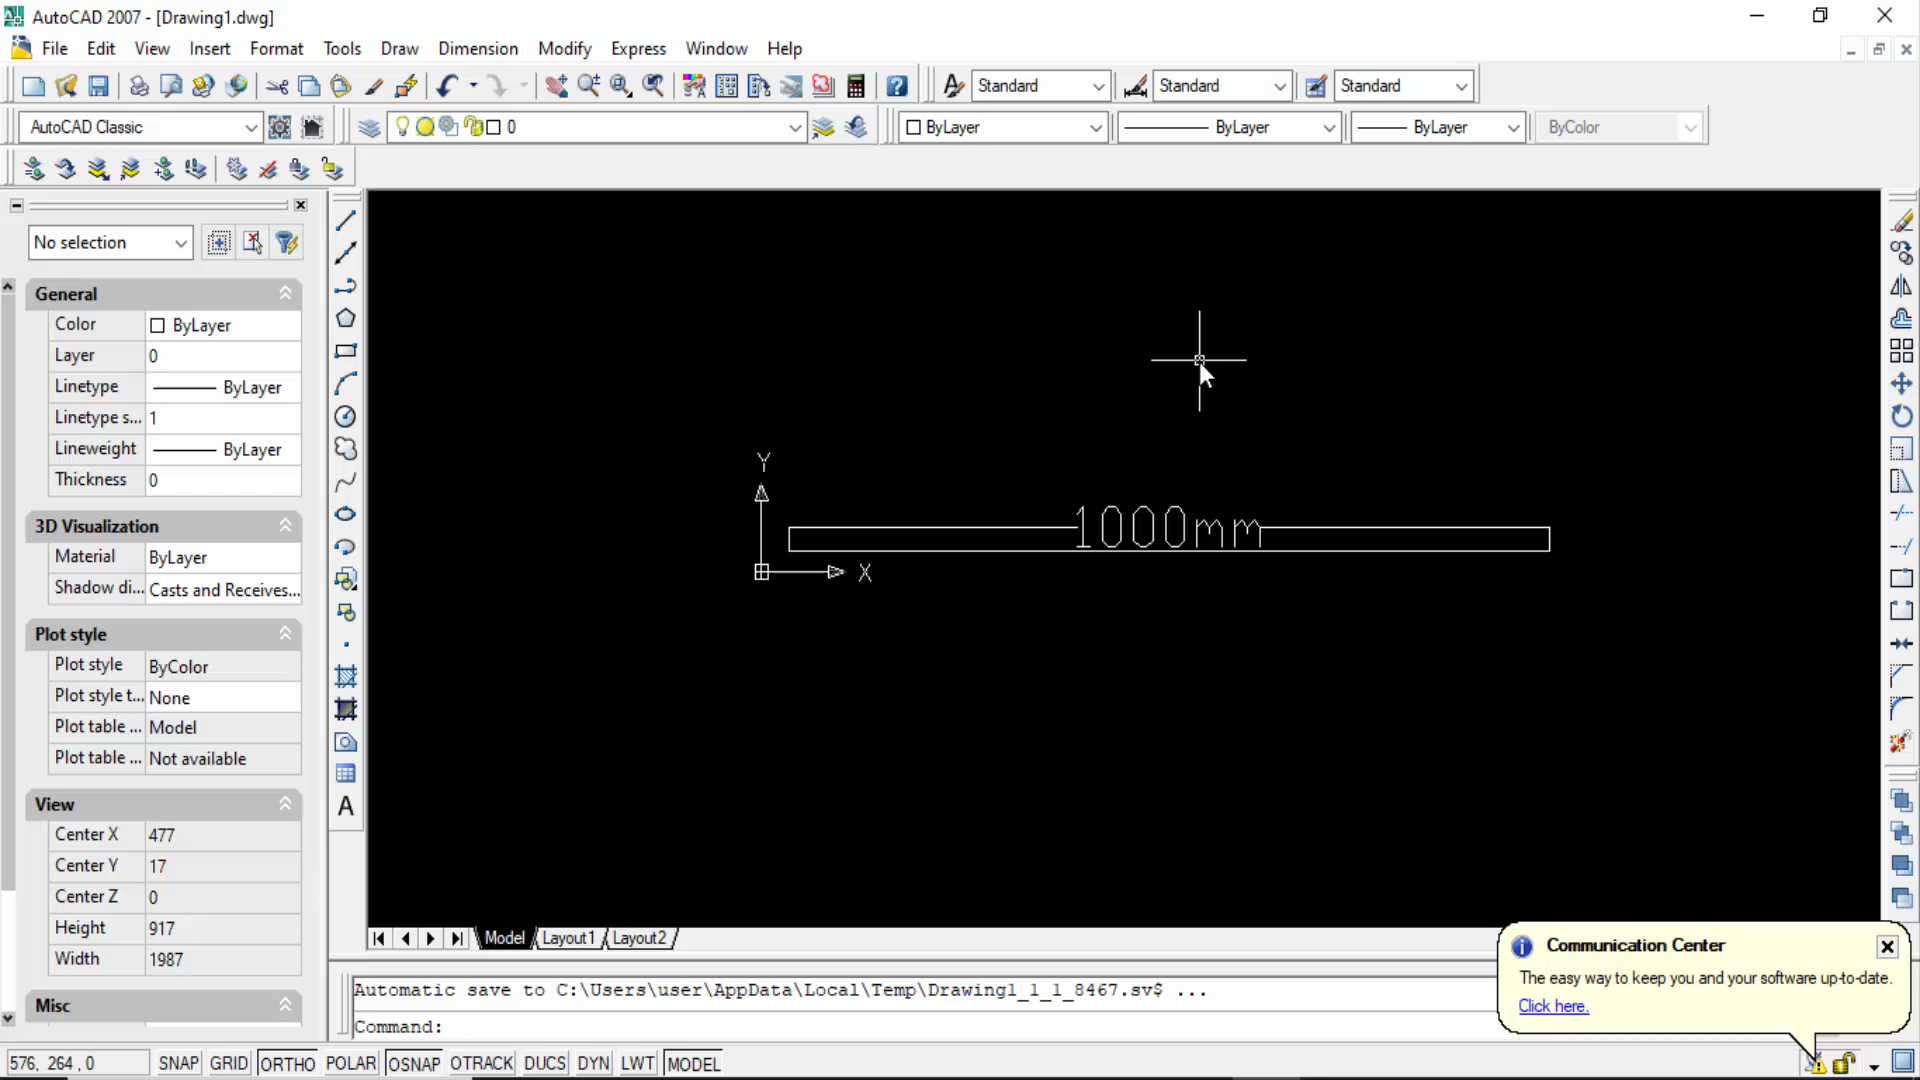 AutoCAD 2007 - [Drawing1.dwg]
File Edit View Insert Format Tools Draw Dimension Modify Express Window Help
Standard Standard Standard
AutoCAD Classic 0 ByLayer ByLayer ByLayer ByColor
No selection
General
Color ByLayer
Layer 0
Linetype ByLayer
Linetype s... 1
Lineweight ByLayer
Thickness 0
3D Visualization
Material ByLayer
Shadow di... Casts and Receives...
Plot style
Plot style ByColor
Plot style t... None
Plot table ... Model
Plot table ... Not available
View
Center X 477
Center Y 17
Center Z 0
Height 917
Width 1987
Misc
A
Y
1000mm
X
Model Layout1 Layout2
Automatic save to C:\Users\user\AppData\Local\Temp\Drawing1_1_1_8467.sv$ ...
Command:
Communication Center
The easy way to keep you and your software up-to-date.
Click here.
576, 264 , 0 SNAP GRID ORTHO POLAR OSNAP OTRACK DUCS DYN LWT MODEL